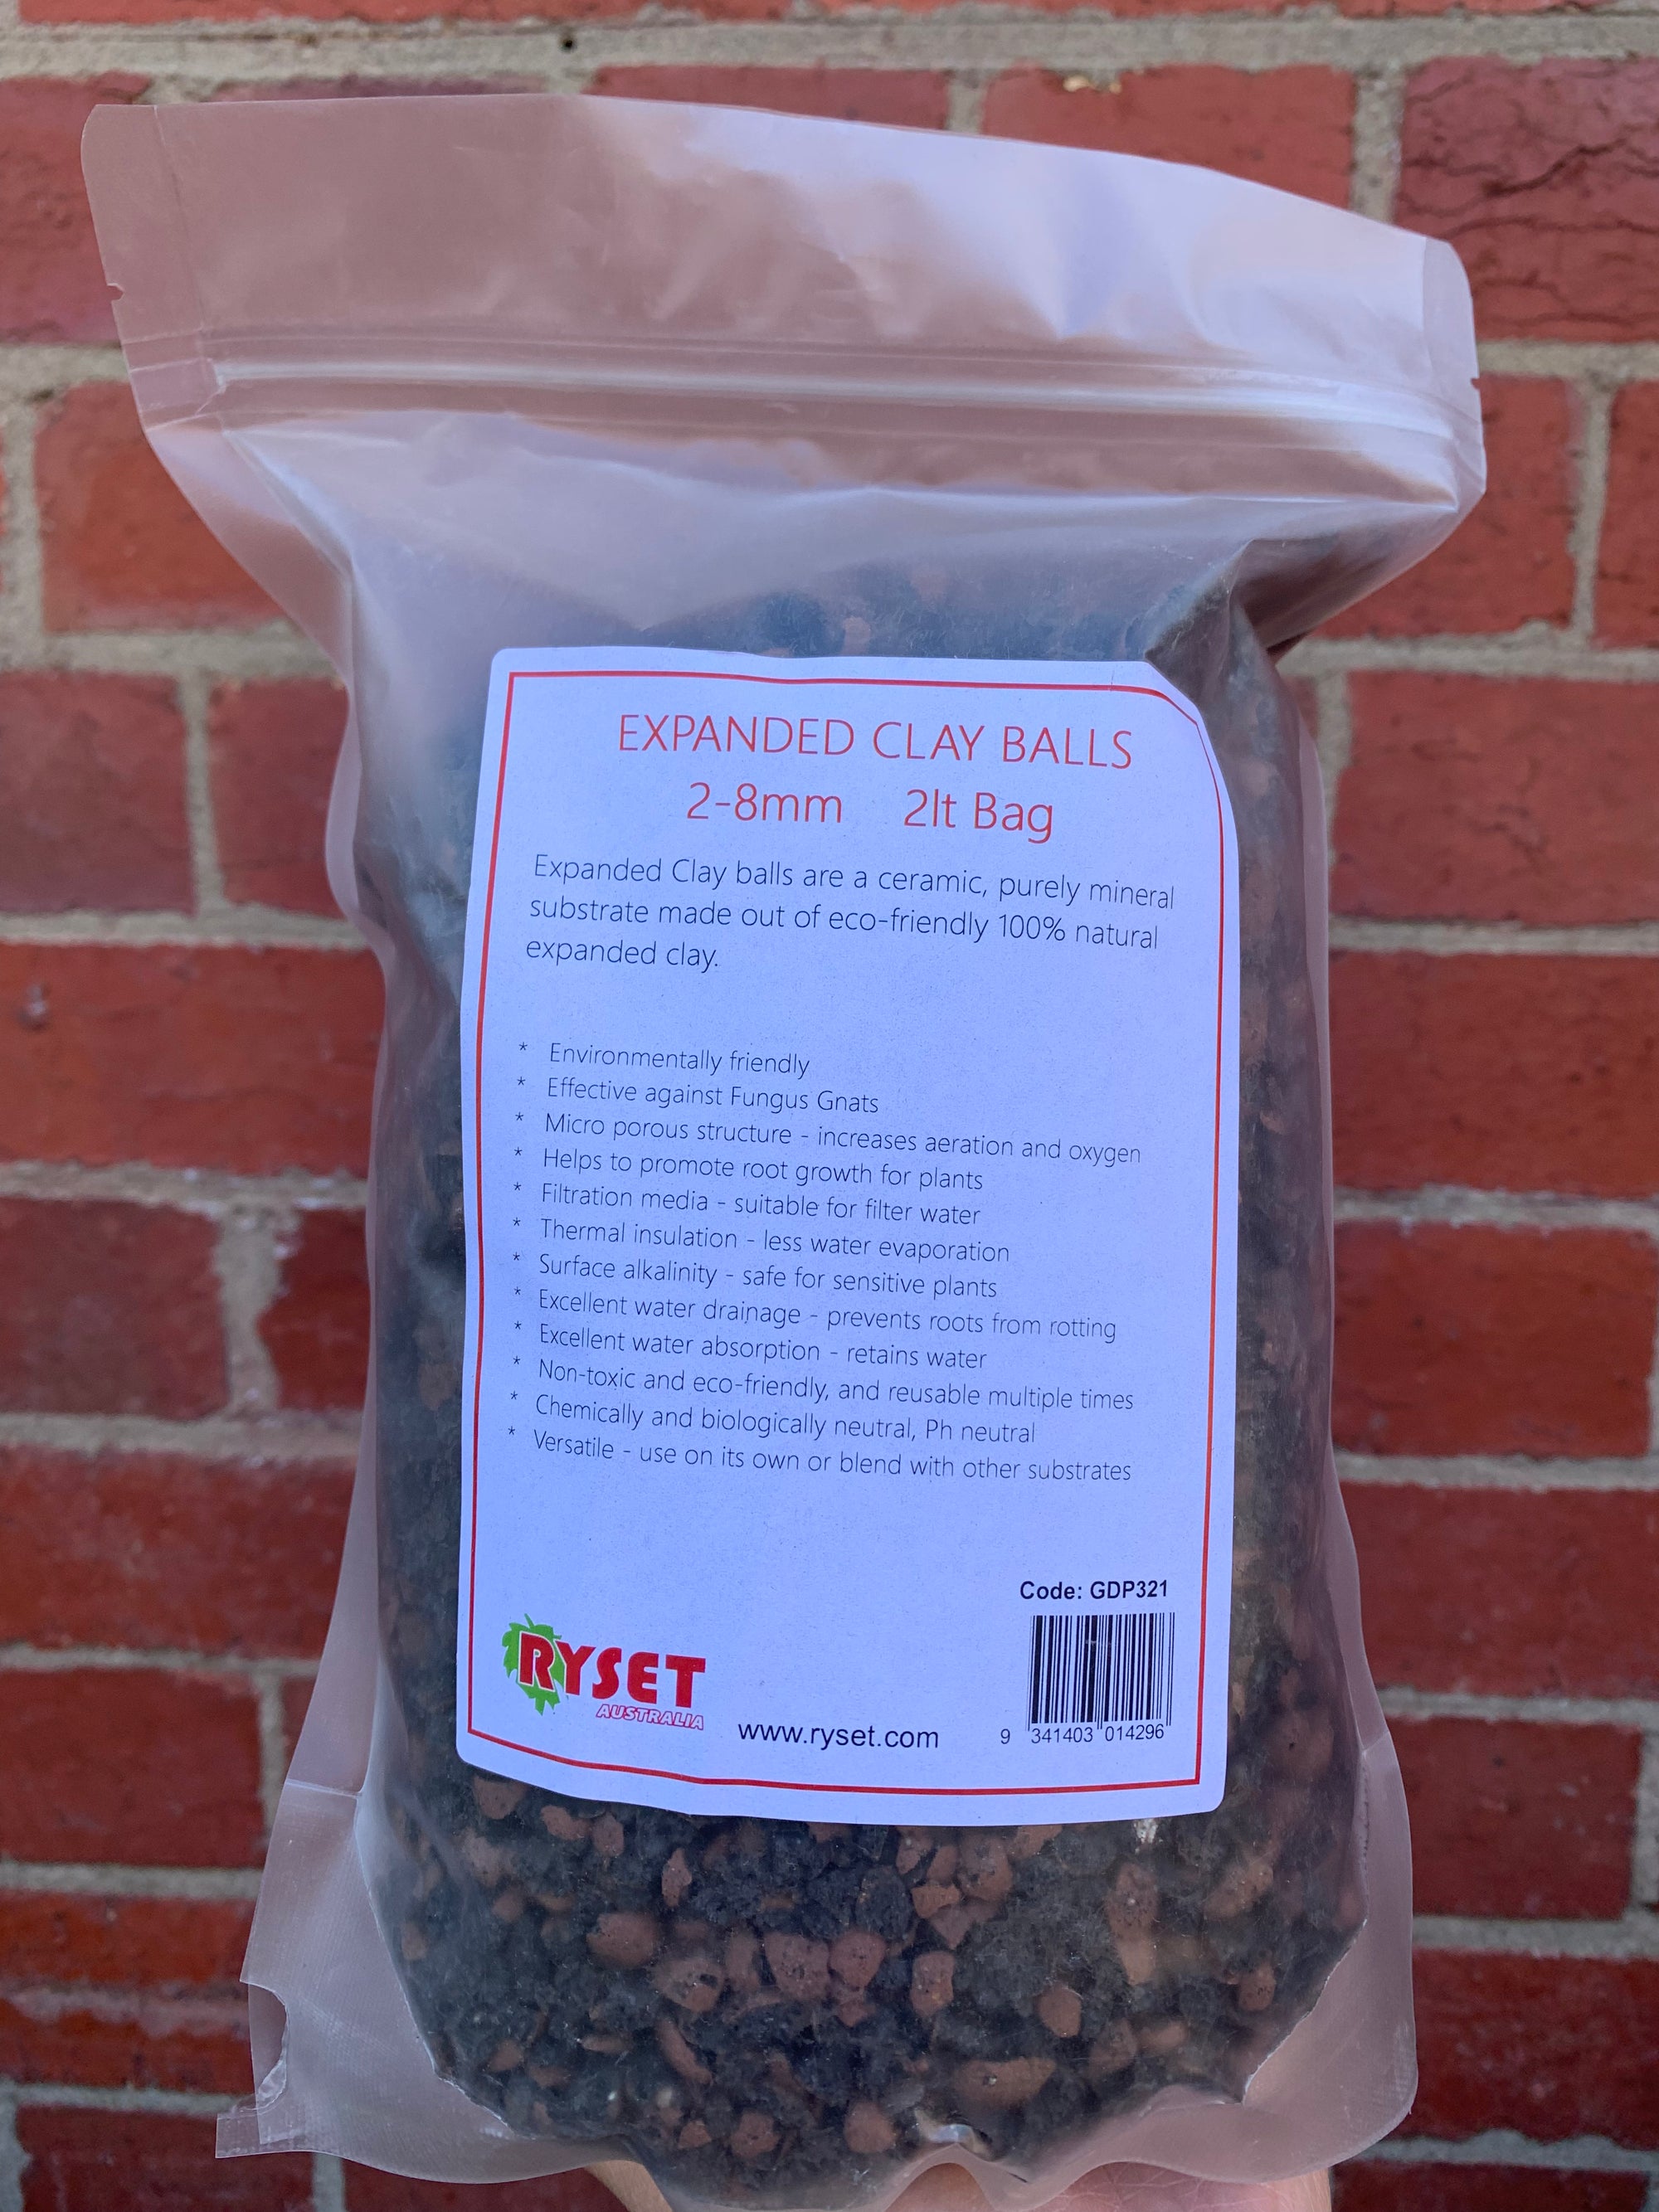 EXPANDED CLAY BALLS
2-8mm 2lt Bag
Expanded Clay balls are a ceramic, purely mineral
substrate made out of eco-friendly 100% natural
expanded clay.
* Environmentally friendly
* Effective against Fungus Gnats
* Micro porous structure - increases aeration and oxygen
* Helps to promote root growth for plants
* Filtration media - suitable for filter water
* Thermal insulation - less water evaporation
* Surface alkalinity - safe for sensitive plants
* Excellent water drainage - prevents roots from rotting
* Excellent water absorption - retains water
* Non-toxic and eco-friendly, and reusable multiple times
* Chemically and biologically neutral, Ph neutral
* Versatile - use on its own or blend with other substrates
Code: GDP321
RYSET
AUSTRALIA
www.ryset.com
9 341403 014296